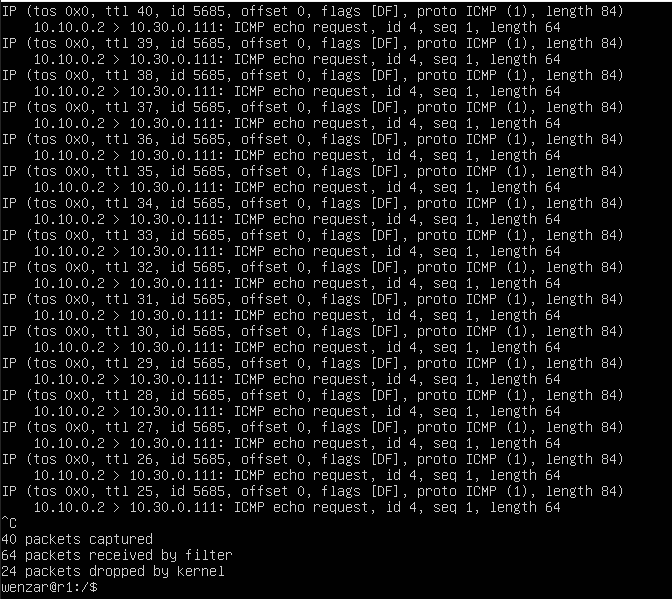 IP (tos 0x0, ttl 40, id 5685, offset 0, flags [DF], proto ICMP (1), length 84)
10.10.0.2 > 10.30.0.111: ICMP echo request, id 4, seq 1, length 64
IP (tos 0x0, ttl 39, id 5685, offset 0, flags [DF], proto ICMP (1), length 84)
10.10.0.2 > 10.30.0.111: ICMP echo request, id 4, seq 1, length 64
IP (tos 0x0, ttl 38, id 5685, offset 0, flags [DF], proto ICMP (1), length 84)
10.10.0.2 > 10.30.0.111: ICMP echo request, id 4, seq 1, length 64
IP (tos 0x0, ttl 37, id 5685, offset 0, flags [DF], proto ICMP (1), length 84)
10.10.0.2 > 10.30.0.111: ICMP echo request, id 4, seq 1, length 64
IP (tos 0x0, ttl 36, id 5685, offset 0, flags [DF], proto ICMP (1), length 84)
10.10.0.2 > 10.30.0.111: ICMP echo request, id 4, seq 1, length 64
IP (tos 0x0, ttl 35, id 5685, offset 0, flags [DF], proto ICMP (1), length 84)
10.10.0.2 > 10.30.0.111: ICMP echo request, id 4, seq 1, length 64
IP (tos 0x0, ttl 34, id 5685, offset 0, flags [DF], proto ICMP (1), length 84)
10.10.0.2 > 10.30.0.111: ICMP echo request, id 4, seq 1, length 64
IP (tos 0x0, ttl 33, id 5685, offset 0, flags [DF], proto ICMP (1), length 84)
10.10.0.2 > 10.30.0.111: ICMP echo request, id 4, seq 1, length 64
IP (tos 0x0, ttl 32, id 5685, offset 0, flags [DF], proto ICMP (1), length 84)
10.10.0.2 > 10.30.0.111: ICMP echo request, id 4, seq 1, length 64
IP (tos 0x0, ttl 31, id 5685, offset 0, flags [DF], proto ICMP (1), length 84)
10.10.0.2 > 10.30.0.111: ICMP echo request, id 4, seq 1, length 64
IP (tos 0x0, ttl 30, id 5685, offset 0, flags [DF], proto ICMP (1), length 84)
10.10.0.2 > 10.30.0.111: ICMP echo request, id 4, seq 1, length 64
IP (tos 0x0, ttl 29, id 5685, offset 0, flags [DF], proto ICMP (1), length 84)
10.10.0.2 > 10.30.0.111: ICMP echo request, id 4, seq 1, length 64
IP (tos 0x0, ttl 28, id 5685, offset 0, flags [DF], proto ICMP (1), length 84)
10.10.0.2 > 10.30.0.111: ICMP echo request, id 4, seq 1, length 64
IP (tos 0x0, ttl 27, id 5685, offset 0, flags [DF], proto ICMP (1), length 84)
10.10.0.2 > 10.30.0.111: ICMP echo request, id 4, seq 1, length 64
IP (tos 0x0, ttl 26, id 5685, offset 0, flags [DF], proto ICMP (1), length 84)
10.10.0.2 > 10.30.0.111: ICMP echo request, id 4, seq 1, length 64
IP (tos 0x0, ttl 25, id 5685, offset 0, flags [DF], proto ICMP (1), length 84)
10.10.0.2 > 10.30.0.111: ICMP echo request, id 4, seq 1, length 64
^C
40 packets captured
64 packets received by filter
24 packets dropped by kernel
wenzar@r1:/$